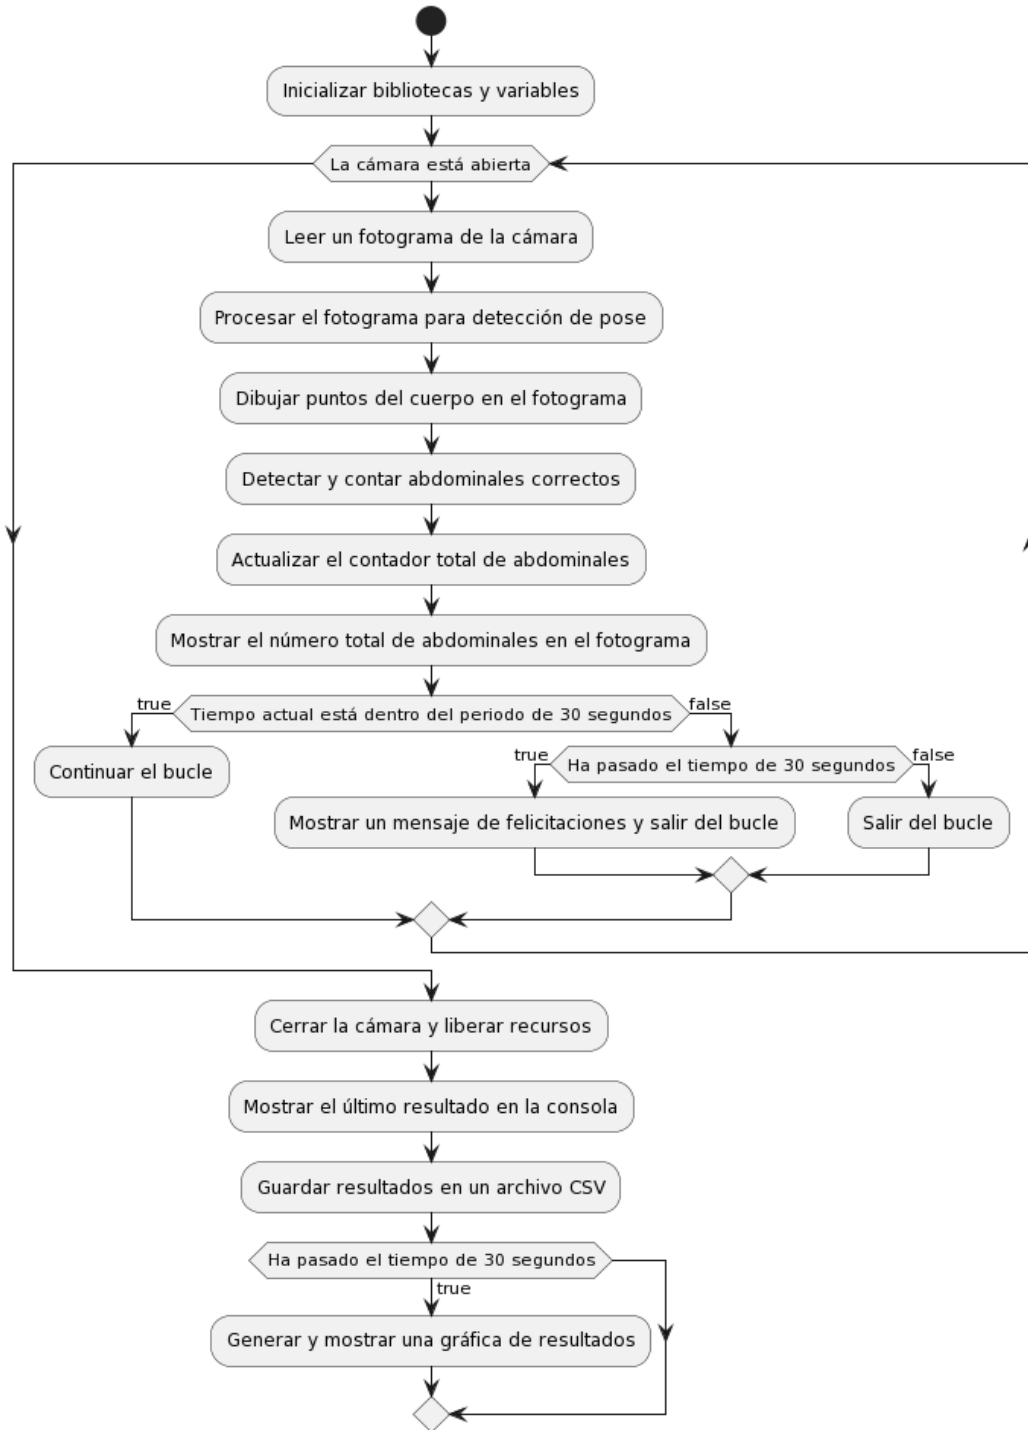 Inicializar bibliotecas y variables
La cámara está abierta
Leer un fotograma de la cámara
Procesar el fotograma para detección de pose
Dibujar puntos del cuerpo en el fotograma
Detectar y contar abdominales correctos
Actualizar el contador total de abdominales
Mostrar el número total de abdominales en el fotograma
true
Tiempo actual está dentro del periodo de 30 segundos
false
Continuar el bucle
true
Ha pasado el tiempo de 30 segundos
false
Mostrar un mensaje de felicitaciones y salir del bucle
Salir del bucle
Cerrar la cámara y liberar recursos
Mostrar el último resultado en la consola
Guardar resultados en un archivo CSV
Ha pasado el tiempo de 30 segundos
true
Generar y mostrar una gráfica de resultados